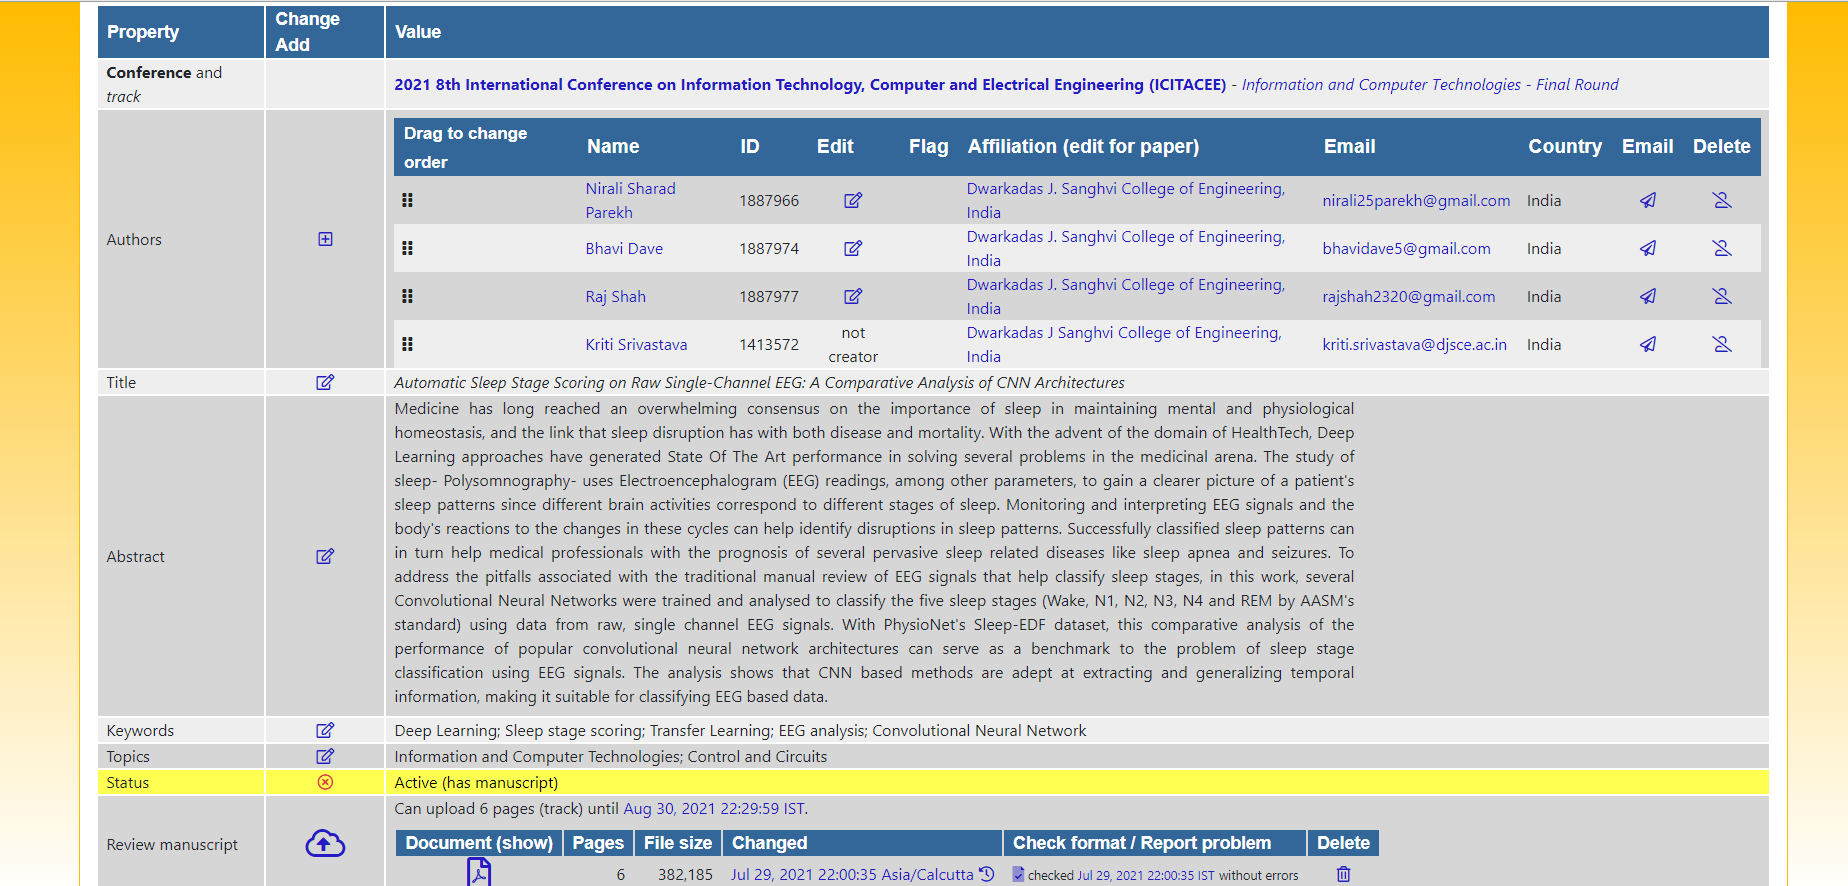 Property
Change
Add
Value
Conference and
track
2021 8th International Conference on Information Technology, Computer and Electrical Engineering (ICITACEE) - Information and Computer Technologies - Final Round
Authors
Drag to change
order
Name
ID
Edit
Flag
Affiliation (edit for paper)
Email
Country
Email
Delete
Nirali Sharad
Parekh
1887966
Dwarkadas J. Sanghvi College of Engineering,
India
nirali25parekh@gmail.com
India
Bhavi Dave
1887974
Dwarkadas J. Sanghvi College of Engineering,
India
bhavidave5@gmail.com
India
Raj Shah
1887977
Dwarkadas J. Sanghvi College of Engineering,
India
rajshah2320@gmail.com
India
Kriti Srivastava
1413572
not
creator
Dwarkadas J Sanghvi College of Engineering,
India
kriti.srivastava@djsce.ac.in
India
Title
Automatic Sleep Stage Scoring on Raw Single-Channel EEG: A Comparative Analysis of CNN Architectures
Abstract
Medicine has long reached an overwhelming consensus on the importance of sleep in maintaining mental and physiological
homeostasis, and the link that sleep disruption has with both disease and mortality. With the advent of the domain of HealthTech, Deep
Learning approaches have generated State Of The Art performance in solving several problems in the medicinal arena. The study of
sleep- Polysomnography- uses Electroencephalogram (EEG) readings, among other parameters, to gain a clearer picture of a patient's
sleep patterns since different brain activities correspond to different stages of sleep. Monitoring and interpreting EEG signals and the
body's reactions to the changes in these cycles can help identify disruptions in sleep patterns. Successfully classified sleep patterns can
in turn help medical professionals with the prognosis of several pervasive sleep related diseases like sleep apnea and seizures. To
address the pitfalls associated with the traditional manual review of EEG signals that help classify sleep stages, in this work, several
Convolutional Neural Networks were trained and analysed to classify the five sleep stages (Wake, N1, N2, N3, N4 and REM by AASM's
standard) using data from raw, single channel EEG signals. With PhysioNet's Sleep-EDF dataset, this comparative analysis of the
performance of popular convolutional neural network architectures can serve as a benchmark to the problem of sleep stage
classification using EEG signals. The analysis shows that CNN based methods are adept at extracting and generalizing temporal
information, making it suitable for classifying EEG based data.
Keywords
Deep Learning; Sleep stage scoring; Transfer Learning; EEG analysis; Convolutional Neural Network
Topics
Information and Computer Technologies; Control and Circuits
Status
Active (has manuscript)
Review manuscript
Can upload 6 pages (track) until Aug 30, 2021 22:29:59 IST.
Document (show)
Pages
File size
Changed
Check format / Report problem
Delete
6
382,185
Jul 29, 2021 22:00:35 Asia/Calcutta
checked Jul 29, 2021 22:00:35 IST without errors